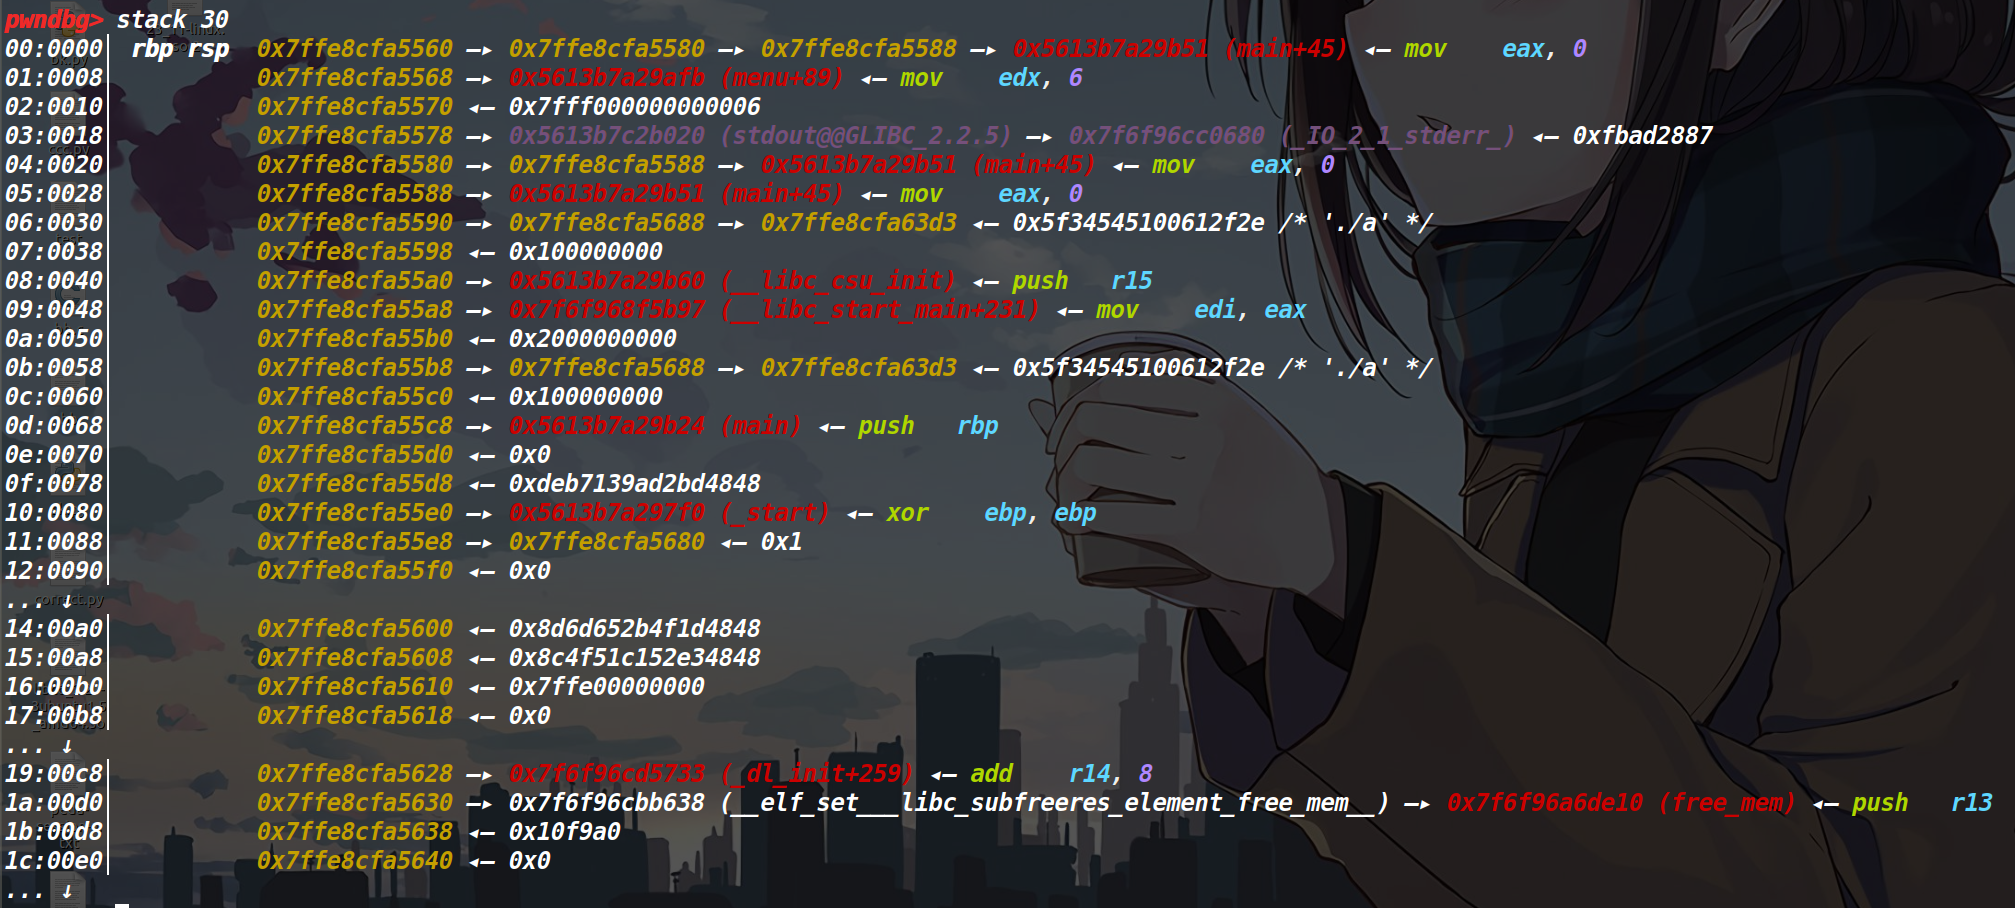 pwndbg> stack 30
00:0000│ rbp rsp 0x7ffe8cfa5560 —▸ 0x7ffe8cfa5580 —▸ 0x7ffe8cfa5588 —▸ 0x5613b7a29b51 (main+45) ◂— mov eax, 0
01:0008│ 0x7ffe8cfa5568 —▸ 0x5613b7a29afb (menu+89) ◂— mov edx, 6
02:0010│ 0x7ffe8cfa5570 ◂— 0x7fff000000000006
03:0018│ 0x7ffe8cfa5578 —▸ 0x5613b7c2b020 (stdout@@GLIBC_2.2.5) —▸ 0x7f6f96cc0680 (_IO_2_1_stderr_) ◂— 0xfbad2887
04:0020│ 0x7ffe8cfa5580 —▸ 0x7ffe8cfa5588 —▸ 0x5613b7a29b51 (main+45) ◂— mov eax, 0
05:0028│ 0x7ffe8cfa5588 —▸ 0x5613b7a29b51 (main+45) ◂— mov eax, 0
06:0030│ 0x7ffe8cfa5590 —▸ 0x7ffe8cfa5688 —▸ 0x7ffe8cfa63d3 ◂— 0x5f34545100612f2e /* './a' */
07:0038│ 0x7ffe8cfa5598 ◂— 0x100000000
08:0040│ 0x7ffe8cfa55a0 —▸ 0x5613b7a29b60 (__libc_csu_init) ◂— push r15
09:0048│ 0x7ffe8cfa55a8 —▸ 0x7f6f968f5b97 (__libc_start_main+231) ◂— mov edi, eax
0a:0050│ 0x7ffe8cfa55b0 ◂— 0x2000000000
0b:0058│ 0x7ffe8cfa55b8 —▸ 0x7ffe8cfa5688 —▸ 0x7ffe8cfa63d3 ◂— 0x5f34545100612f2e /* './a' */
0c:0060│ 0x7ffe8cfa55c0 ◂— 0x100000000
0d:0068│ 0x7ffe8cfa55c8 —▸ 0x5613b7a29b24 (main) ◂— push rbp
0e:0070│ 0x7ffe8cfa55d0 ◂— 0x0
0f:0078│ 0x7ffe8cfa55d8 ◂— 0xdeb7139ad2bd4848
10:0080│ 0x7ffe8cfa55e0 —▸ 0x5613b7a297f0 (_start) ◂— xor ebp, ebp
11:0088│ 0x7ffe8cfa55e8 —▸ 0x7ffe8cfa5680 ◂— 0x1
12:0090│ 0x7ffe8cfa55f0 ◂— 0x0
... ↓
correct.py
14:00a0│ 0x7ffe8cfa5600 ◂— 0x8d6d652b4f1d4848
15:00a8│ 0x7ffe8cfa5608 ◂— 0x8c4f51c152e34848
16:00b0│ 0x7ffe8cfa5610 ◂— 0x7ffe00000000
17:00b8│ 0x7ffe8cfa5618 ◂— 0x0
... ↓
19:00c8│ 0x7ffe8cfa5628 —▸ 0x7f6f96cd5733 (_dl_init+259) ◂— add r14, 8
1a:00d0│ 0x7ffe8cfa5630 —▸ 0x7f6f96cbb638 (__elf_set___libc_subfreeres_element_free_mem__) —▸ 0x7f6f96a6de10 (free_mem) ◂— push r13
1b:00d8│ 0x7ffe8cfa5638 ◂— 0x10f9a0
1c:00e0│ 0x7ffe8cfa5640 ◂— 0x0
... ↓